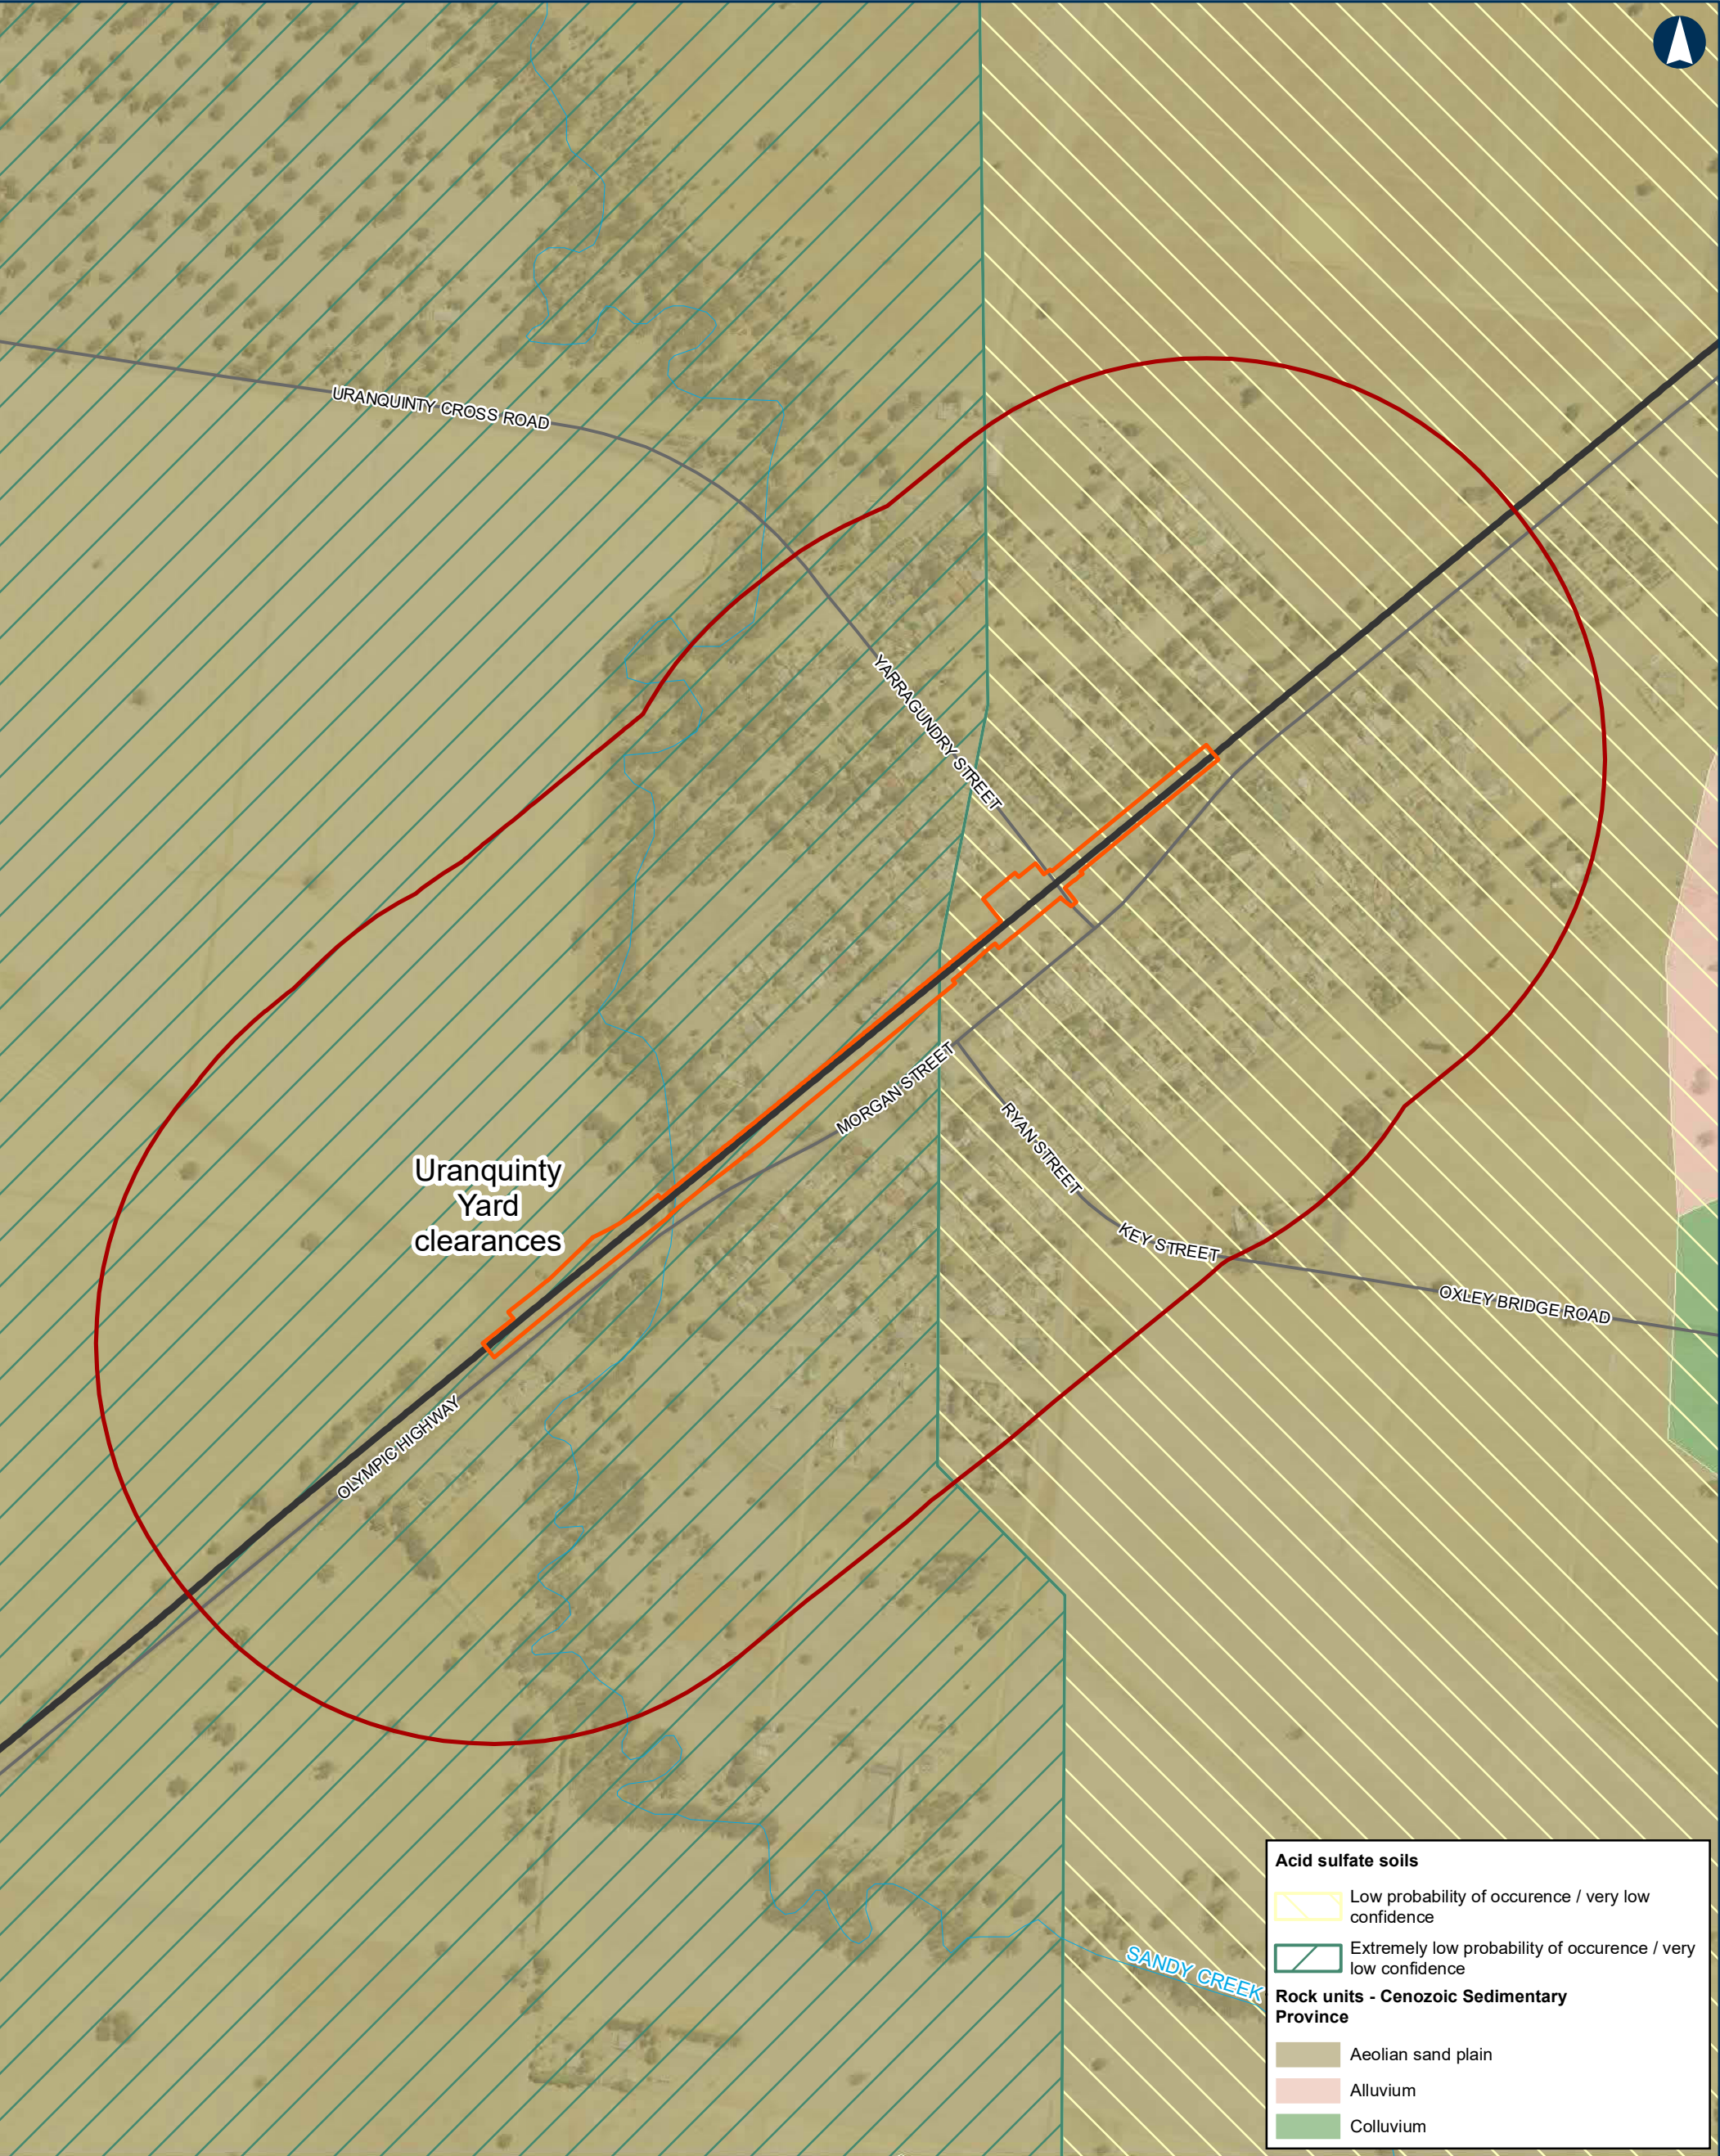 URANQUINTY CROSS ROAD
YARRAGUNDRY STREET
MORGAN STREET
RYAN STREET
Uranquinty
Yard
clearances
KEY STREET
OXLEY BRIDGE ROAD
OLYMPIC HIGHWAY
SANDY CREEK
Acid sulfate soils
Low probability of occurence / very low
confidence
Extremely low probability of occurence / very
low confidence
Rock units - Cenozoic Sedimentary
Province
Aeolian sand plain
Alluvium
Colluvium